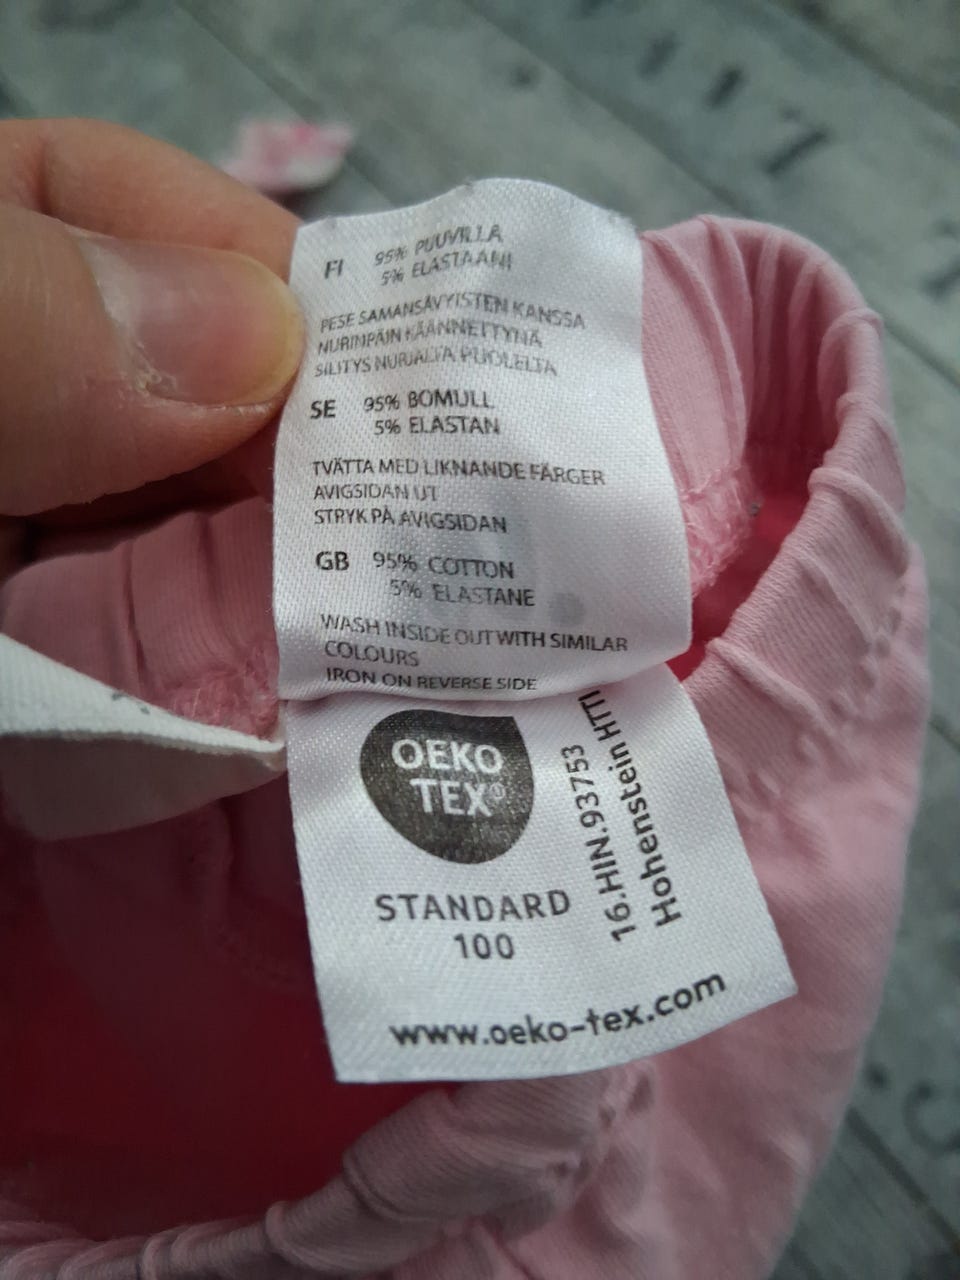 FI 95% PUUVILLA
5% ELASTAANI
PESE SAMANSÄVYISTEN KANSSA
NURINPÄIN KÄÄNNETTYNÄ
SILITYS NURJALTA PUOLELTA
SE 95% BOMULL
5% ELASTAN
TVÄTTA MED LIKNANDE FÄRGER
AVIGSIDAN UT
STRYK PÅ AVIGSIDAN
GB 95% COTTON
5% ELASTANE
WASH INSIDE OUT WITH SIMILAR
COLOURS
IRON ON REVERSE SIDE
OEKO
TEX®
STANDARD
100
16.HIN.93753
Hohenstein HTTI
www.oeko-tex.com